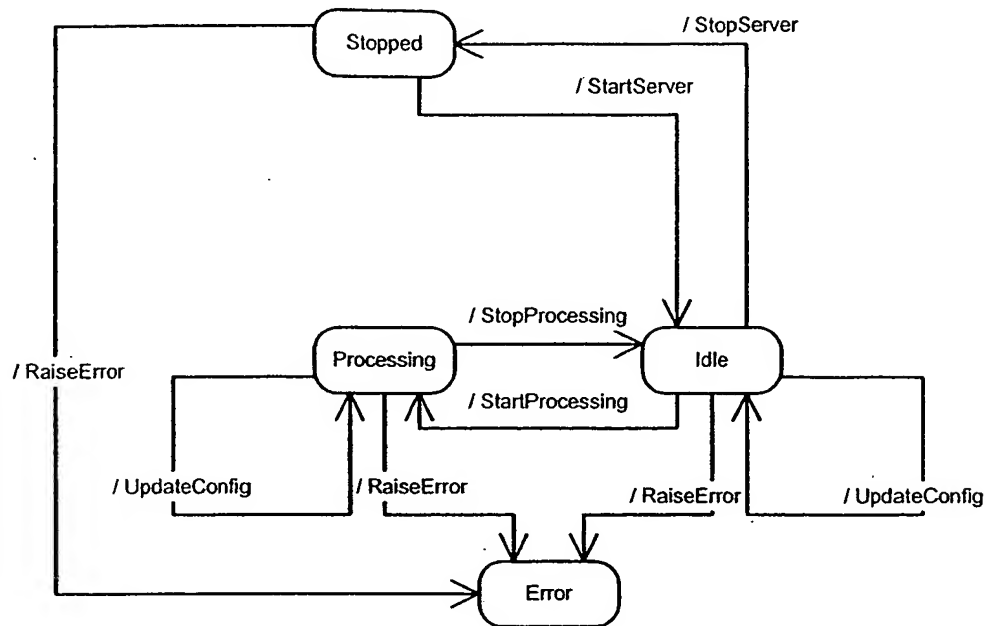 / StopServer
Stopped
/ StartServer
/ StopProcessing
Processing
Idle
/ RaiseError
/ StartProcessing
/ UpdateConfig
/ RaiseError
/ RaiseError
/ UpdateConfig
Error